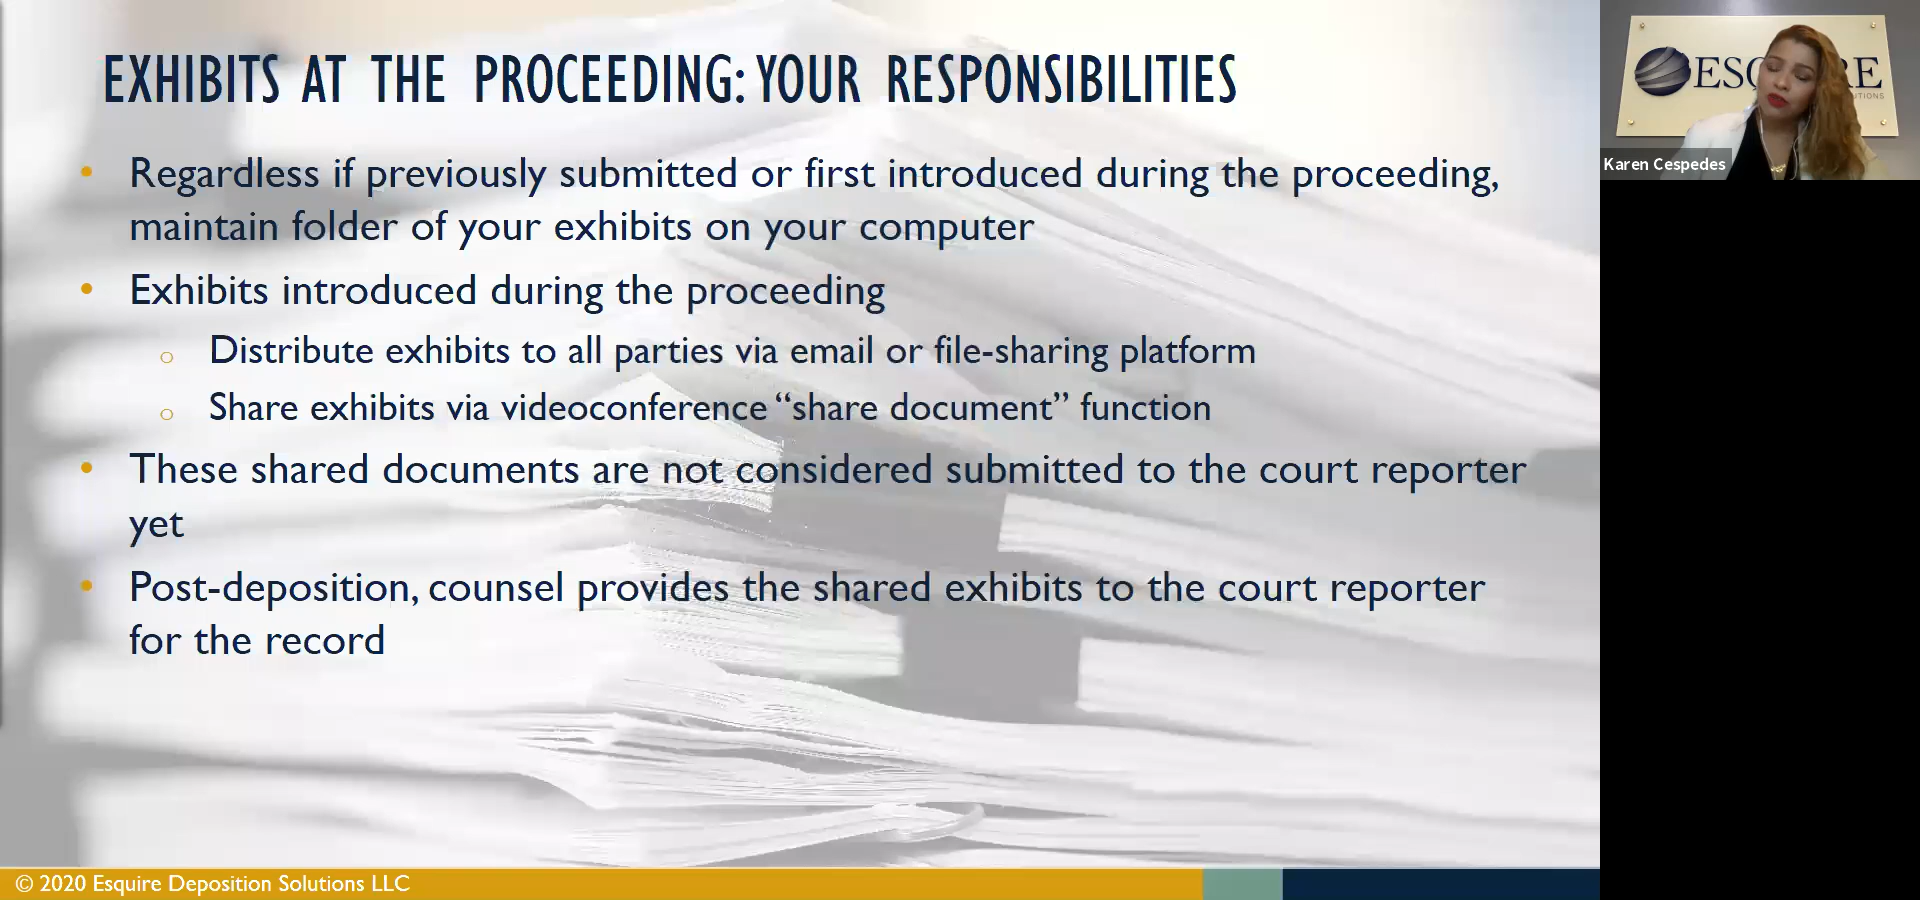 EXHIBITS AT THE PROCEEDING: YOUR RESPONSIBILITIES
• Regardless if previously submitted or first introduced during the proceeding,
maintain folder of your exhibits on your computer
• Exhibits introduced during the proceeding
○ Distribute exhibits to all parties via email or file-sharing platform
○ Share exhibits via videoconference “share document” function
• These shared documents are not considered submitted to the court reporter
yet
• Post-deposition, counsel provides the shared exhibits to the court reporter
for the record
© 2020 Esquire Deposition Solutions LLC
Karen Cespedes